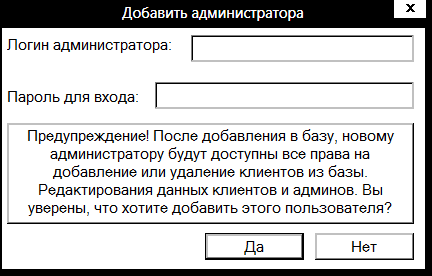 Добавить администратора
x
Логин администратора:
Пароль для входа:
Предупреждение! После добавления в базу, новому
администратору будут доступны все права на
добавление или удаление клиентов из базы.
Редактирования данных клиентов и админов. Вы
уверены, что хотите добавить этого пользователя?
Да
Нет